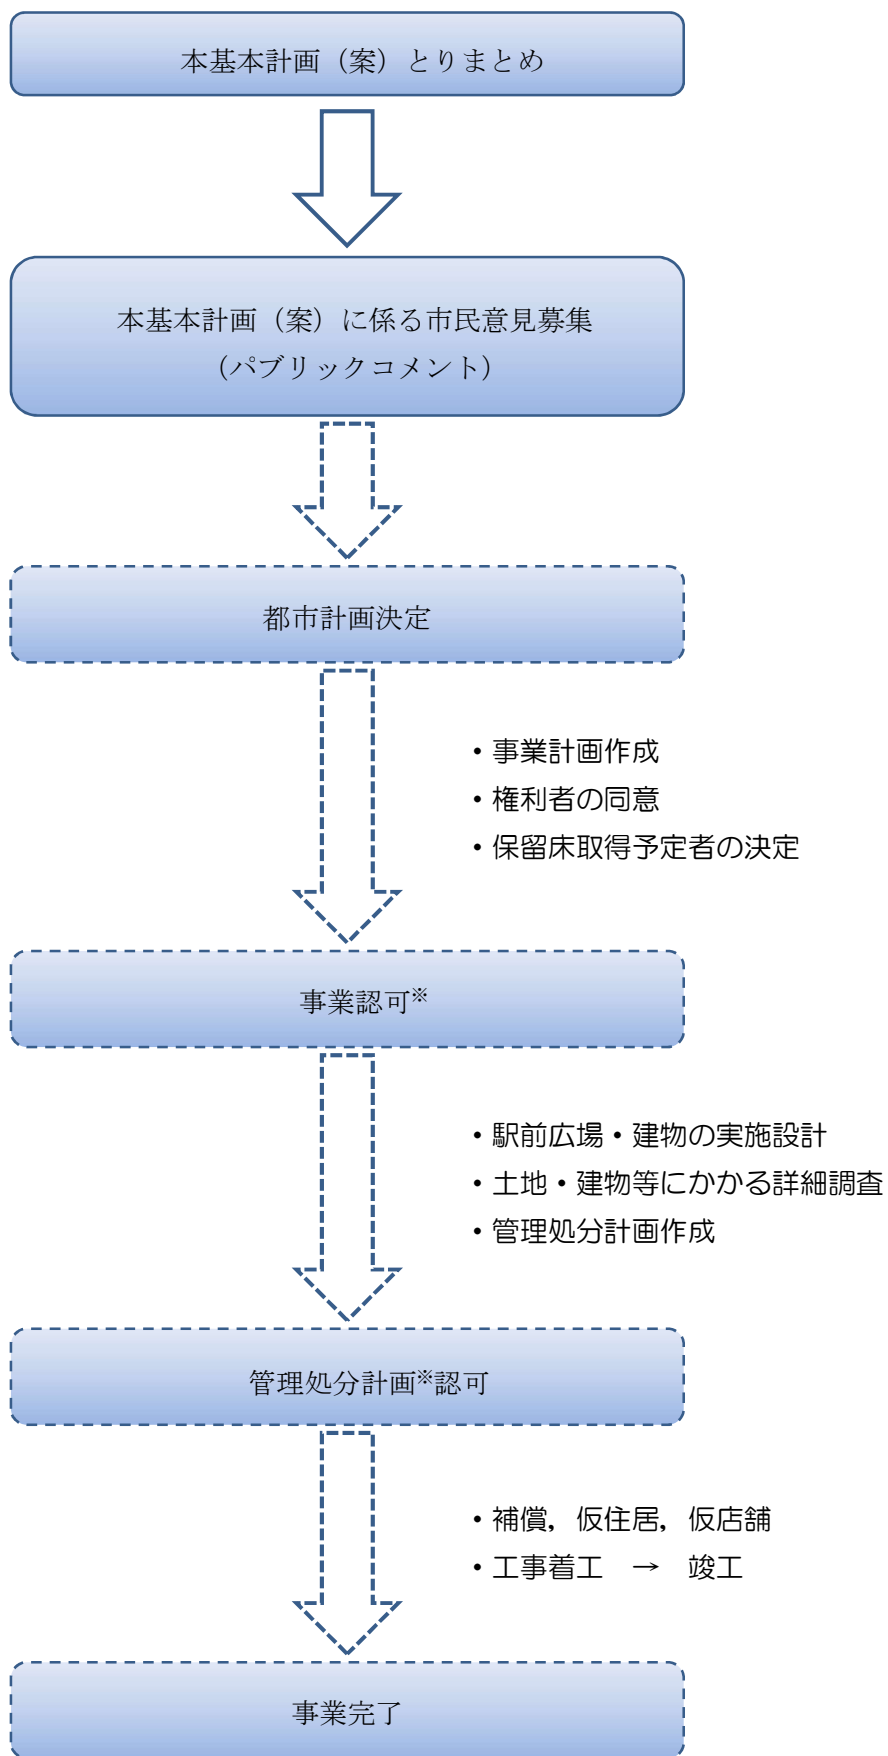 本基本計画（案）とりまとめ
本基本計画（案）に係る市民意見募集
（パブリックコメント）
都市計画決定
・事業計画作成
・権利者の同意
・保留床取得予定者の決定
事業認可※
・駅前広場・建物の実施設計
・土地・建物等にかかる詳細調査
・管理処分計画作成
管理処分計画※認可
・補償，仮住居，仮店舗
・工事着工　→　竣工
事業完了